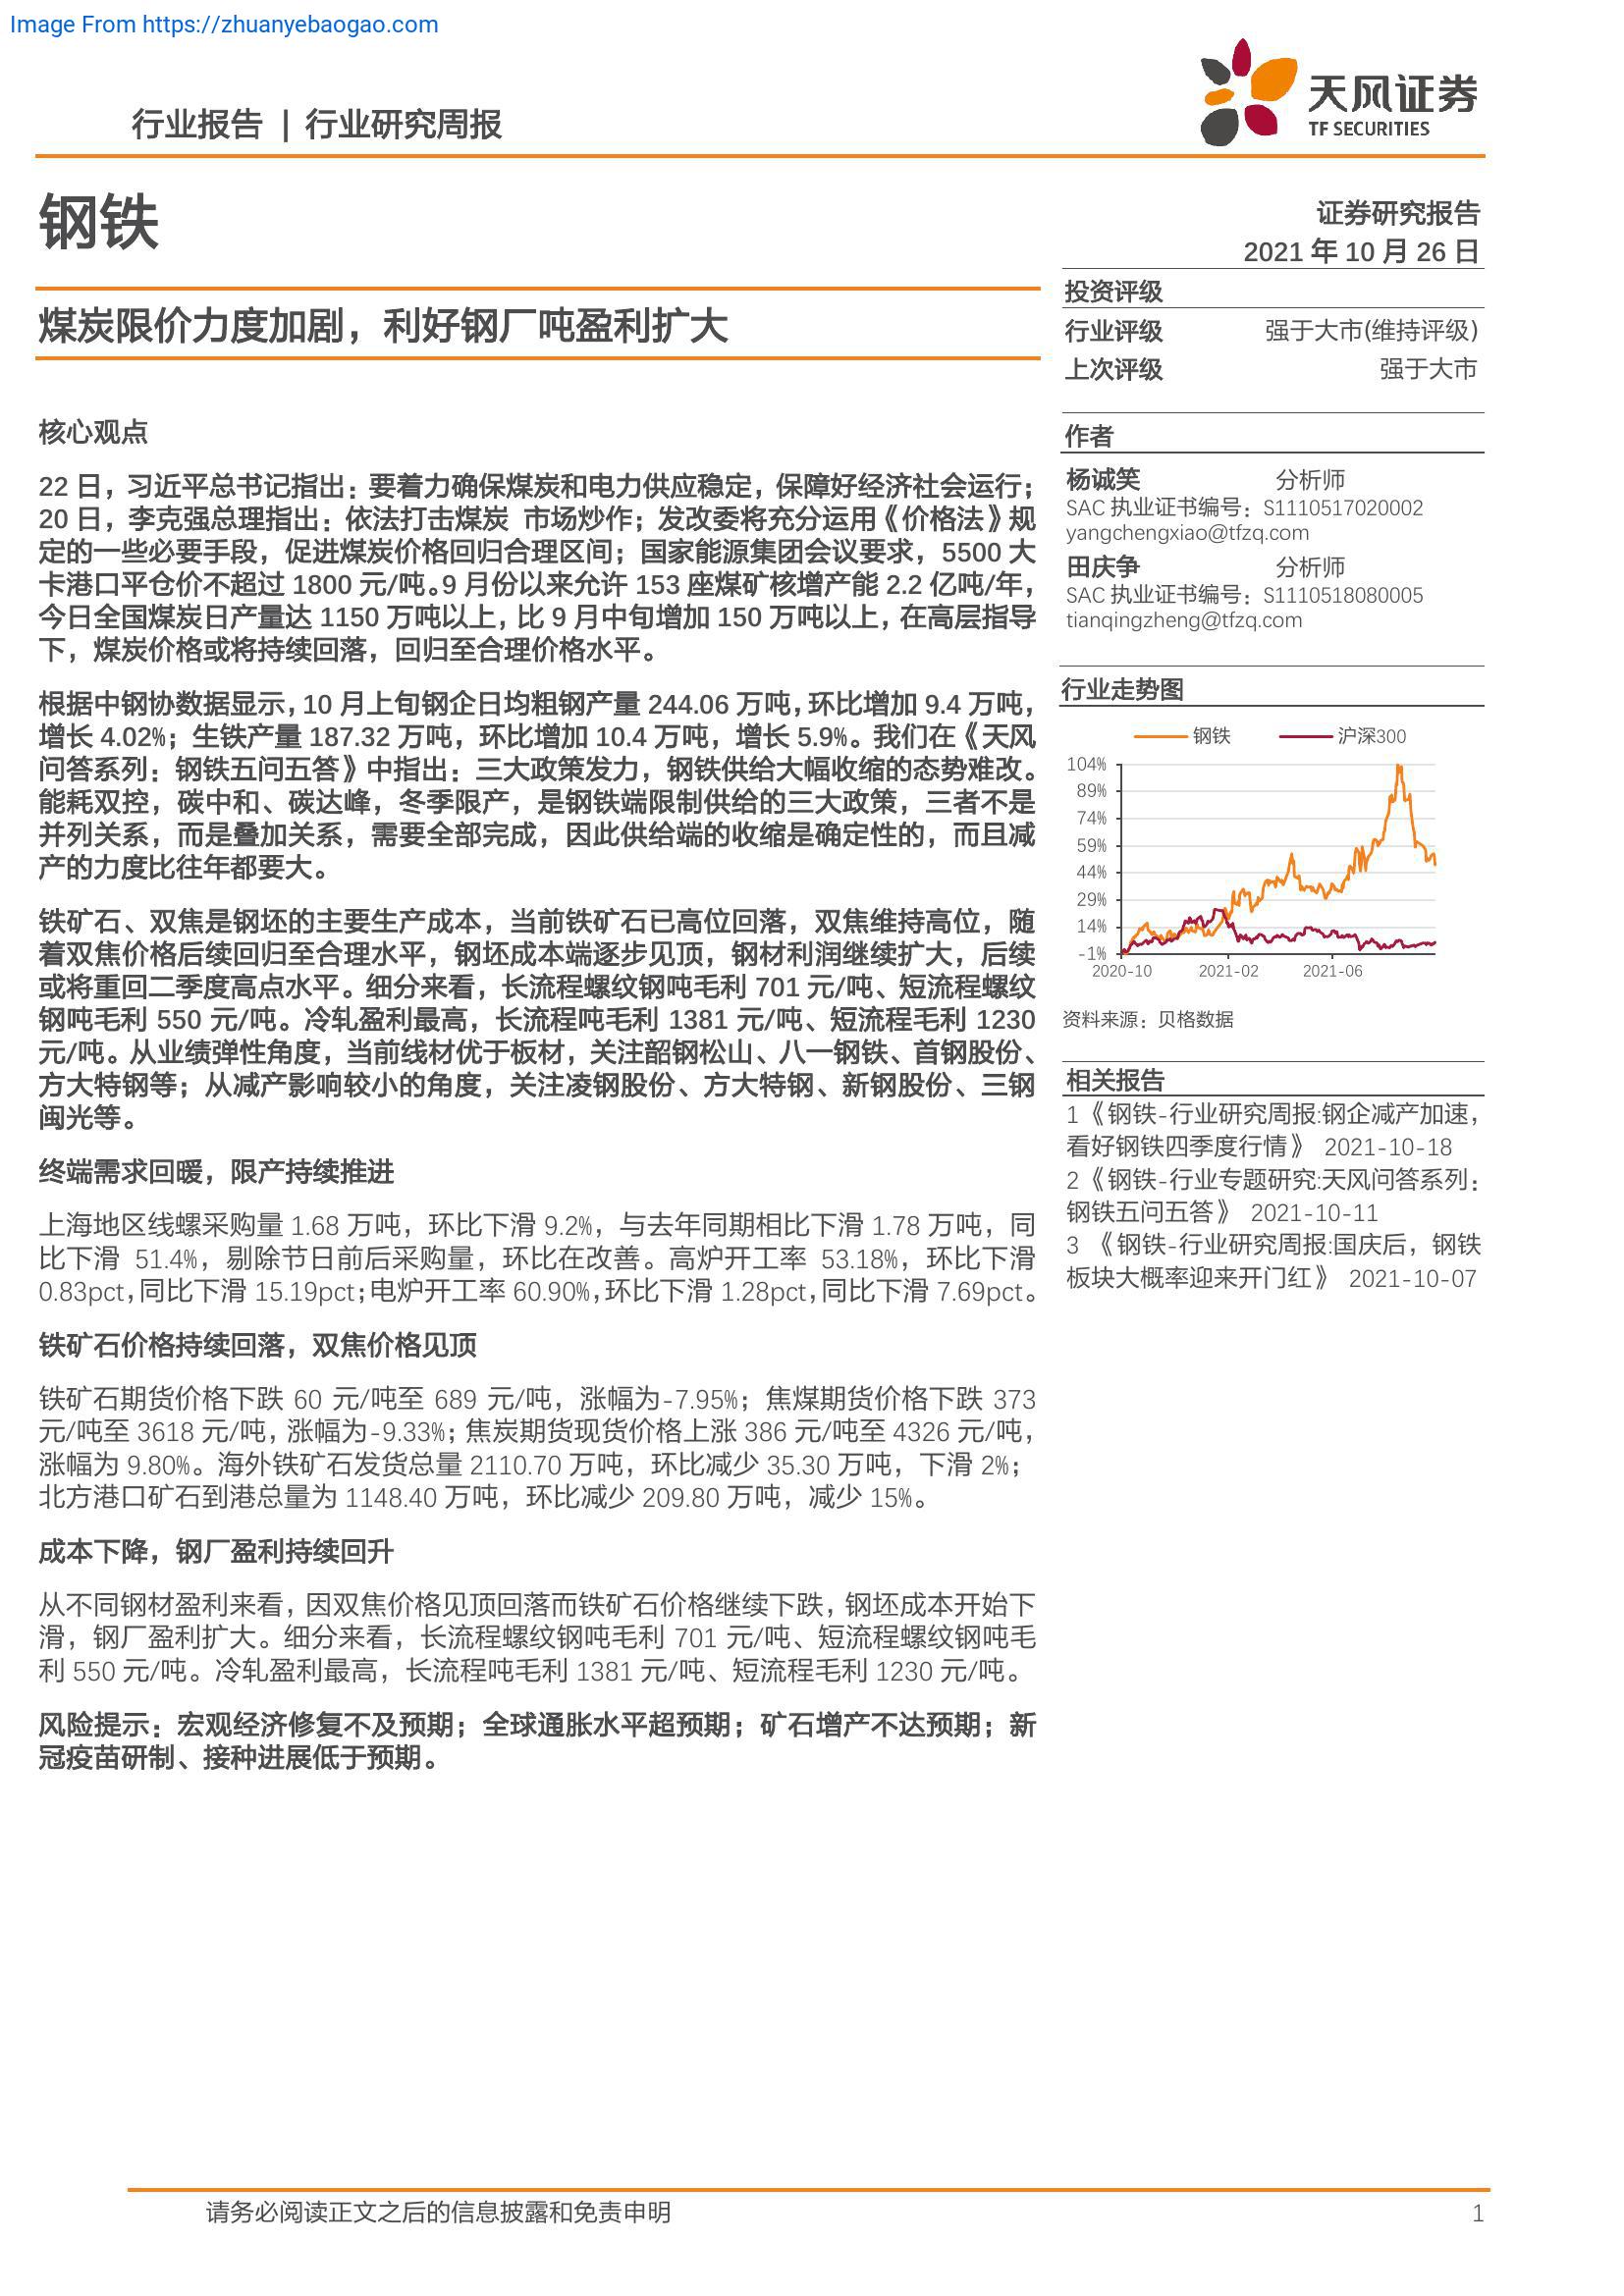 Image From https://zhuanyebaogao.com
行业报告 | 行业研究周报
天风证券
TF SECURITIES
钢铁
证券研究报告
2021 年 10 月 26 日
煤炭限价力度加剧，利好钢厂吨盈利扩大
核心观点
22 日，习近平总书记指出：要着力确保煤炭和电力供应稳定，保障好经济社会运行；
20 日，李克强总理指出：依法打击煤炭 市场炒作；发改委将充分运用《价格法》规
定的一些必要手段，促进煤炭价格回归合理区间；国家能源集团会议要求，5500 大
卡港口平仓价不超过 1800 元/吨。9 月份以来允许 153 座煤矿核增产能 2.2 亿吨/年，
今日全国煤炭日产量达 1150 万吨以上，比 9 月中旬增加 150 万吨以上，在高层指导
下，煤炭价格或将持续回落，回归至合理价格水平。
根据中钢协数据显示，10 月上旬钢企日均粗钢产量 244.06 万吨，环比增加 9.4 万吨，
增长 4.02%；生铁产量 187.32 万吨，环比增加 10.4 万吨，增长 5.9%。我们在《天风
问答系列：钢铁五问五答》中指出：三大政策发力，钢铁供给大幅收缩的态势难改。
能耗双控，碳中和、碳达峰，冬季限产，是钢铁端限制供给的三大政策，三者不是
并列关系，而是叠加关系，需要全部完成，因此供给端的收缩是确定性的，而且减
产的力度比往年都要大。
铁矿石、双焦是钢坯的主要生产成本，当前铁矿石已高位回落，双焦维持高位，随
着双焦价格后续回归至合理水平，钢坯成本端逐步见顶，钢材利润继续扩大，后续
或将重回二季度高点水平。细分来看，长流程螺纹钢吨毛利 701 元/吨、短流程螺纹
钢吨毛利 550 元/吨。冷轧盈利最高，长流程吨毛利 1381 元/吨、短流程毛利 1230
元/吨。从业绩弹性角度，当前线材优于板材，关注韶钢松山、八一钢铁、首钢股份、
方大特钢等；从减产影响较小的角度，关注凌钢股份、方大特钢、新钢股份、三钢
闽光等。
终端需求回暖，限产持续推进
上海地区线螺采购量 1.68 万吨，环比下滑 9.2%，与去年同期相比下滑 1.78 万吨，同
比下滑 51.4%，剔除节日前后采购量，环比在改善。高炉开工率 53.18%，环比下滑
0.83pct，同比下滑 15.19pct；电炉开工率 60.90%，环比下滑 1.28pct，同比下滑 7.69pct。
铁矿石价格持续回落，双焦价格见顶
铁矿石期货价格下跌 60 元/吨至 689 元/吨，涨幅为-7.95%；焦煤期货价格下跌 373
元/吨至 3618 元/吨，涨幅为-9.33%；焦炭期货现货价格上涨 386 元/吨至 4326 元/吨，
涨幅为 9.80%。海外铁矿石发货总量 2110.70 万吨，环比减少 35.30 万吨，下滑 2%；
北方港口矿石到港总量为 1148.40 万吨，环比减少 209.80 万吨，减少 15%。
成本下降，钢厂盈利持续回升
从不同钢材盈利来看，因双焦价格见顶回落而铁矿石价格继续下跌，钢坯成本开始下
滑，钢厂盈利扩大。细分来看，长流程螺纹钢吨毛利 701 元/吨、短流程螺纹钢吨毛
利 550 元/吨。冷轧盈利最高，长流程吨毛利 1381 元/吨、短流程毛利 1230 元/吨。
风险提示：宏观经济修复不及预期；全球通胀水平超预期；矿石增产不达预期；新
冠疫苗研制、接种进展低于预期。
投资评级
行业评级 强于大市(维持评级)
上次评级 强于大市
作者
杨诚笑 分析师
SAC 执业证书编号：S1110517020002
yangchengxiao@tfzq.com
田庆争 分析师
SAC 执业证书编号：S1110518080005
tianqingzheng@tfzq.com
行业走势图
钢铁 沪深300
104%
89%
74%
59%
44%
29%
14%
-1%
2020-10 2021-02 2021-06
资料来源：贝格数据
相关报告
1《钢铁-行业研究周报:钢企减产加速，
看好钢铁四季度行情》 2021-10-18
2《钢铁-行业专题研究:天风问答系列：
钢铁五问五答》 2021-10-11
3 《钢铁-行业研究周报:国庆后，钢铁
板块大概率迎来开门红》 2021-10-07
请务必阅读正文之后的信息披露和免责申明 1